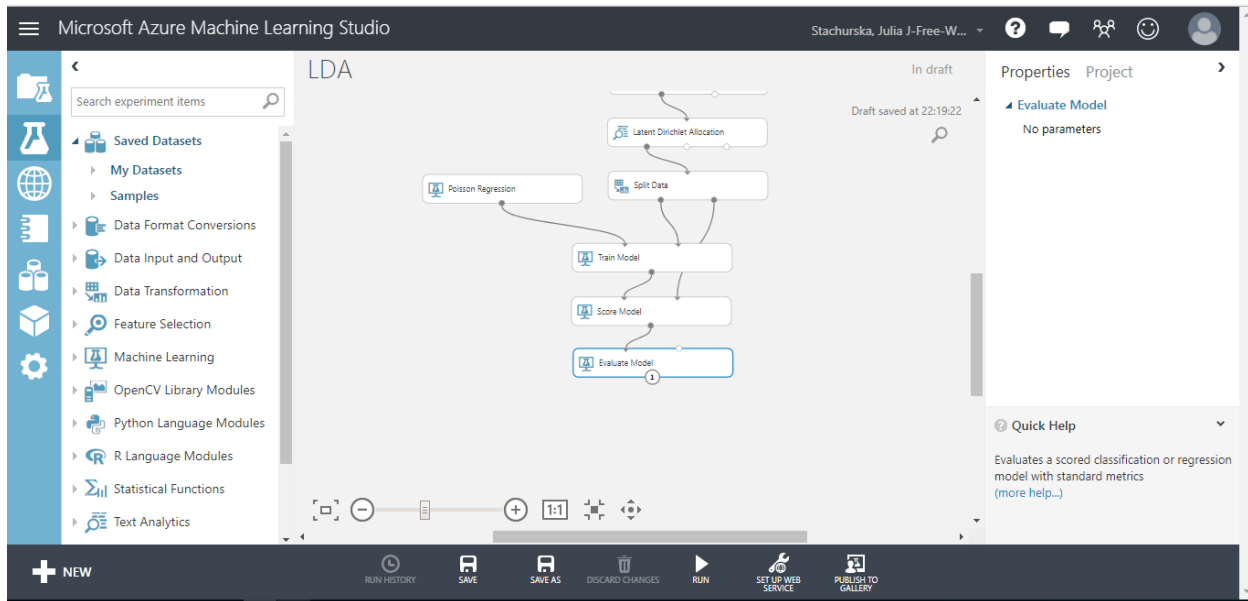 Microsoft Azure Machine Learning Studio
Stachurska, Julia J-Free-W...
Search experiment items
Saved Datasets
My Datasets
Samples
Data Format Conversions
Data Input and Output
Data Transformation
Feature Selection
Machine Learning
OpenCV Library Modules
Python Language Modules
R Language Modules
Statistical Functions
Text Analytics
LDA
In draft
Draft saved at 22:19:22
Latent Dirichlet Allocation
Poisson Regression
Split Data
Train Model
Score Model
Evaluate Model
1
1:1
Properties Project
Evaluate Model
No parameters
Quick Help
Evaluates a scored classification or regression
model with standard metrics
(more help...)
NEW
RUN HISTORY
SAVE
SAVE AS
DISCARD CHANGES
RUN
SET UP WEB
SERVICE
PUBLISH TO
GALLERY